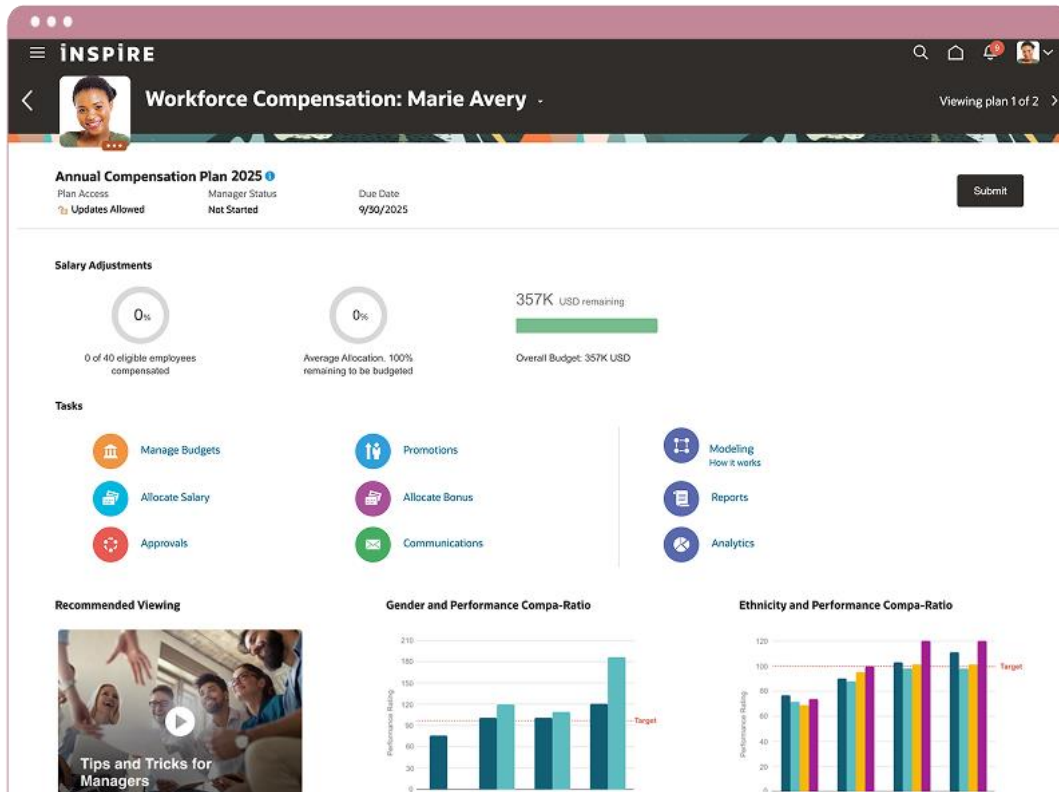 iNSPiRE
9
Workforce Compensation: Marie Avery
Viewing plan 1 of 2
Annual Compensation Plan 2025
Plan Access
Manager Status
Due Date
Updates Allowed
Not Started
9/30/2025
Submit
Salary Adjustments
0%
0 of 40 eligible employees
compensated
0%
Average Allocation. 100%
remaining to be budgeted
357K USD remaining
Overall Budget: 357K USD
Tasks
Manage Budgets
Promotions
Modeling
How it works
Allocate Salary
Allocate Bonus
Reports
Approvals
Communications
Analytics
Recommended Viewing
Tips and Tricks for
Managers
Gender and Performance Compa-Ratio
Performance Rating
210
180
150
120
90
60
30
0
Target
Ethnicity and Performance Compa-Ratio
Performance Rating
120
100
80
60
40
20
0
Target